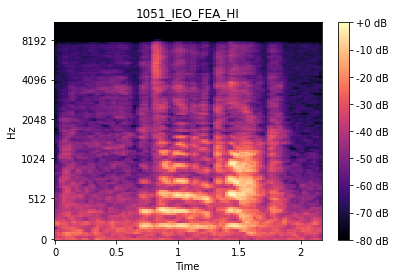 1051_IEO_FEA_HI
+0 dB
8192
-10 dB
4096
-20 dB
-30 dB
2048
-40 dB
Hz
1024
-50 dB
512
-60 dB
-70 dB
0
-80 dB
0 0.5 1 1.5 2
Time